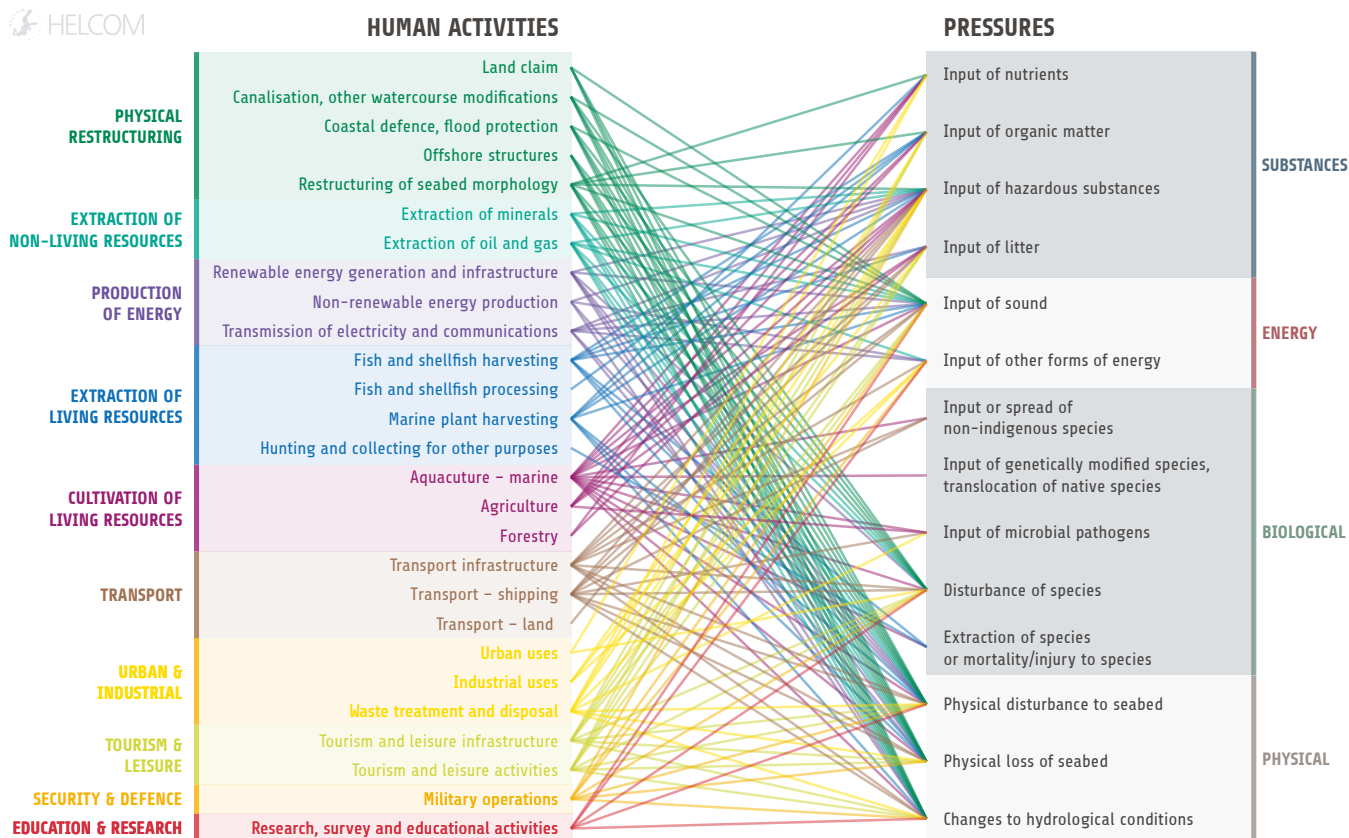 HELCOM
HUMAN ACTIVITIES
PRESSURES
PHYSICAL
RESTRUCTURING
Land claim
Canalisation, other watercourse modifications
Coastal defence, flood protection
Offshore structures
Restructuring of seabed morphology
EXTRACTION OF
NON-LIVING RESOURCES
Extraction of minerals
Extraction of oil and gas
PRODUCTION
OF ENERGY
Renewable energy generation and infrastructure
Non-renewable energy production
Transmission of electricity and communications
EXTRACTION OF
LIVING RESOURCES
Fish and shellfish harvesting
Fish and shellfish processing
Marine plant harvesting
Hunting and collecting for other purposes
CULTIVATION OF
LIVING RESOURCES
Aquacuture – marine
Agriculture
Forestry
TRANSPORT
Transport infrastructure
Transport – shipping
Transport – land
URBAN &
INDUSTRIAL
Urban uses
Industrial uses
Waste treatment and disposal
TOURISM &
LEISURE
Tourism and leisure infrastructure
Tourism and leisure activities
SECURITY & DEFENCE
Military operations
EDUCATION & RESEARCH
Research, survey and educational activities
Input of nutrients
Input of organic matter
Input of hazardous substances
Input of litter
SUBSTANCES
Input of sound
Input of other forms of energy
ENERGY
Input or spread of
non-indigenous species
Input of genetically modified species,
translocation of native species
Input of microbial pathogens
Disturbance of species
Extraction of species
or mortality/injury to species
BIOLOGICAL
Physical disturbance to seabed
Physical loss of seabed
Changes to hydrological conditions
PHYSICAL